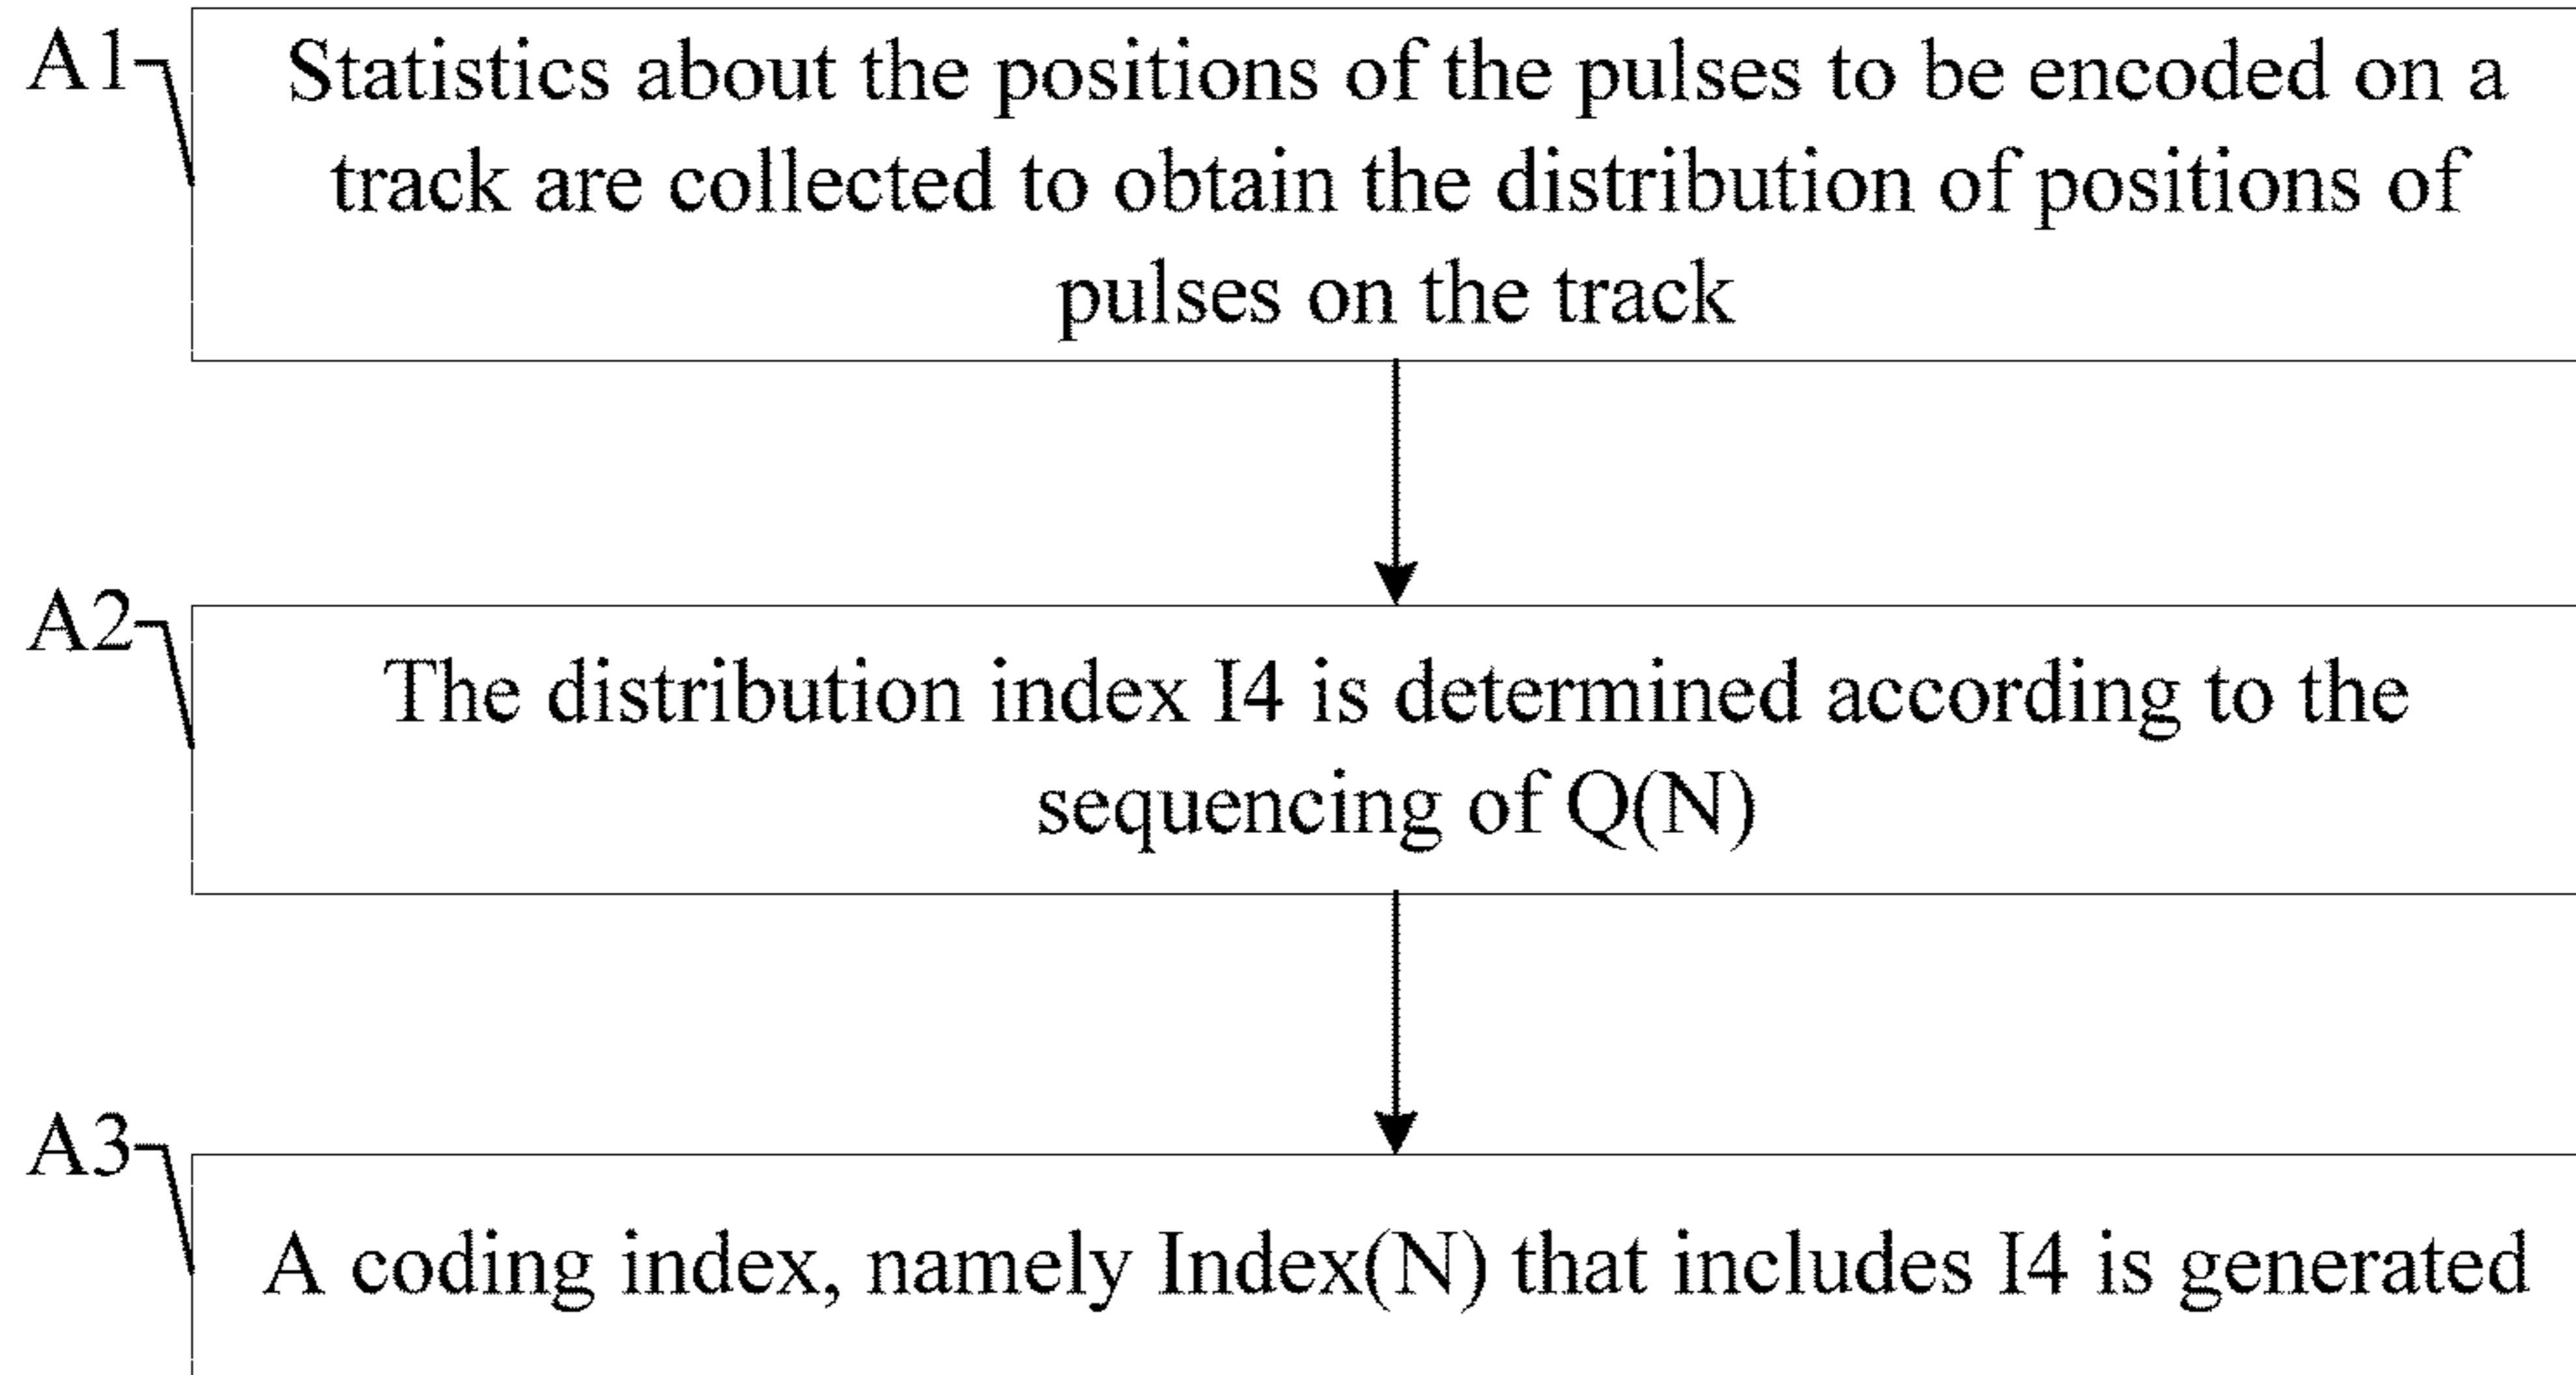 A1
Statistics about the positions of the pulses to be encoded on a
track are collected to obtain the distribution of positions of
pulses on the track
A2
The distribution index I4 is determined according to the
sequencing of Q(N)
A3
A coding index, namely Index(N) that includes I4 is generated